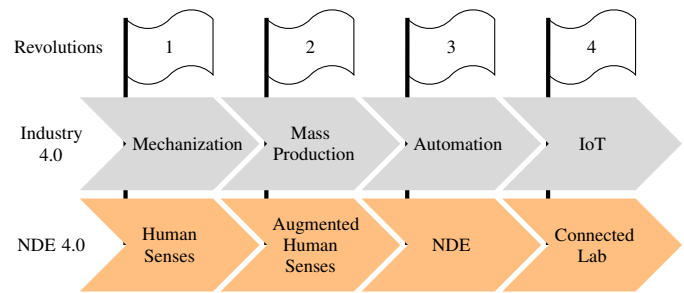 Revolutions 1 2 3 4
Industry
4.0
Mechanization
Mass
Production
Automation
IoT
NDE 4.0
Human
Senses
Augmented
Human
Senses
NDE
Connected
Lab